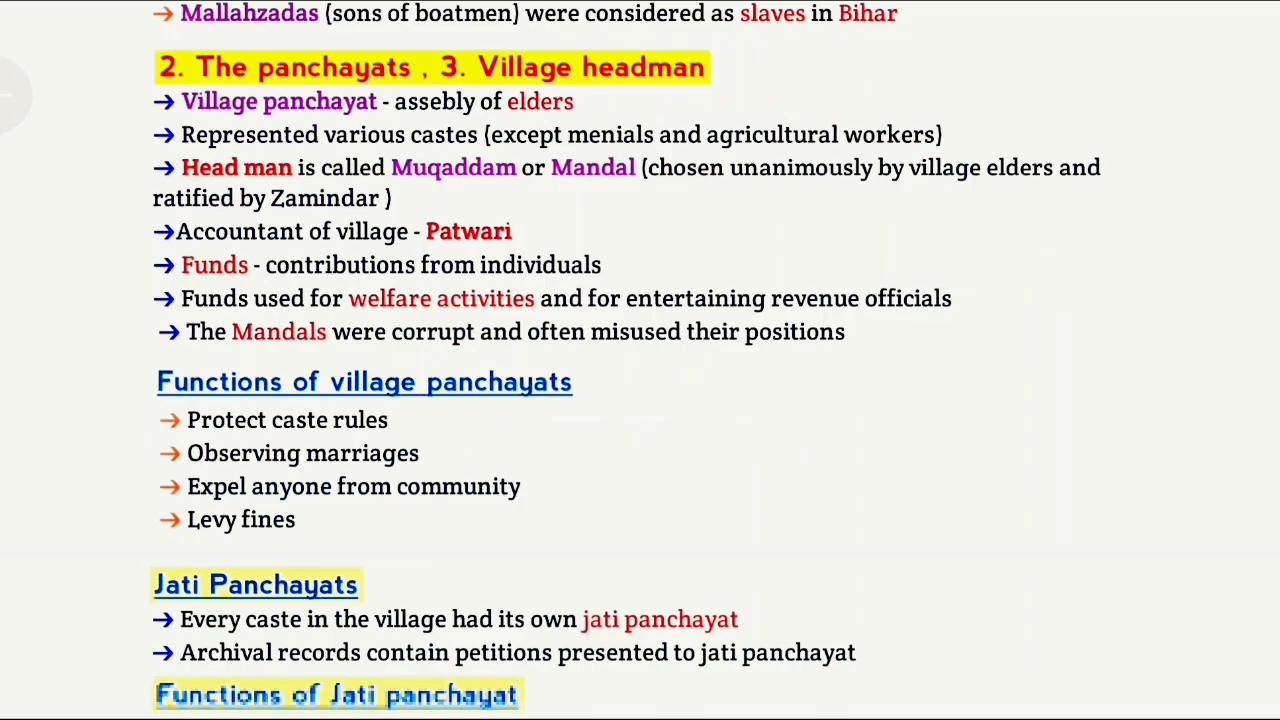 → Mallahzadas (sons of boatmen) were considered as slaves in Bihar
2. The panchayats , 3. Village headman
→ Village panchayat - assebly of elders
→ Represented various castes (except menials and agricultural workers)
→ Head man is called Muqaddam or Mandal (chosen unanimously by village elders and
ratified by Zamindar )
→Accountant of village - Patwari
→ Funds - contributions from individuals
→ Funds used for welfare activities and for entertaining revenue officials
→ The Mandals were corrupt and often misused their positions
Functions of village panchayats
→ Protect caste rules
→ Observing marriages
→ Expel anyone from community
→ Levy fines
Jati Panchayats
→ Every caste in the village had its own jati panchayat
→ Archival records contain petitions presented to jati panchayat
Functions of Jati panchayat